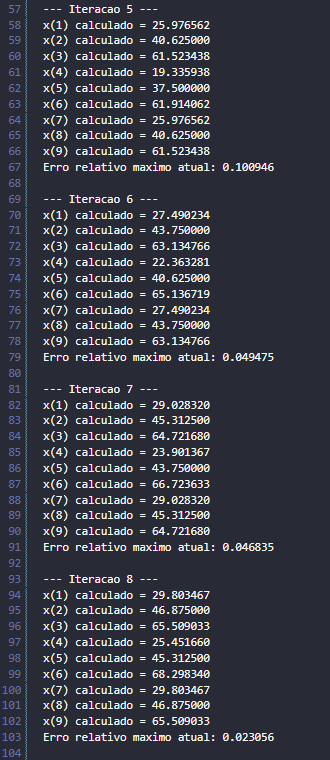 57 --- Iteracao 5 ---
58 x(1) calculado = 25.976562
59 x(2) calculado = 40.625000
60 x(3) calculado = 61.523438
61 x(4) calculado = 19.335938
62 x(5) calculado = 37.500000
63 x(6) calculado = 61.914062
64 x(7) calculado = 25.976562
65 x(8) calculado = 40.625000
66 x(9) calculado = 61.523438
67 Erro relativo maximo atual: 0.100946
68
69 --- Iteracao 6 ---
70 x(1) calculado = 27.490234
71 x(2) calculado = 43.750000
72 x(3) calculado = 63.134766
73 x(4) calculado = 22.363281
74 x(5) calculado = 40.625000
75 x(6) calculado = 65.136719
76 x(7) calculado = 27.490234
77 x(8) calculado = 43.750000
78 x(9) calculado = 63.134766
79 Erro relativo maximo atual: 0.049475
80
81 --- Iteracao 7 ---
82 x(1) calculado = 29.028320
83 x(2) calculado = 45.312500
84 x(3) calculado = 64.721680
85 x(4) calculado = 23.901367
86 x(5) calculado = 43.750000
87 x(6) calculado = 66.723633
88 x(7) calculado = 29.028320
89 x(8) calculado = 45.312500
90 x(9) calculado = 64.721680
91 Erro relativo maximo atual: 0.046835
92
93 --- Iteracao 8 ---
94 x(1) calculado = 29.803467
95 x(2) calculado = 46.875000
96 x(3) calculado = 65.509033
97 x(4) calculado = 25.451660
98 x(5) calculado = 45.312500
99 x(6) calculado = 68.298340
100 x(7) calculado = 29.803467
101 x(8) calculado = 46.875000
102 x(9) calculado = 65.509033
103 Erro relativo maximo atual: 0.023056
104